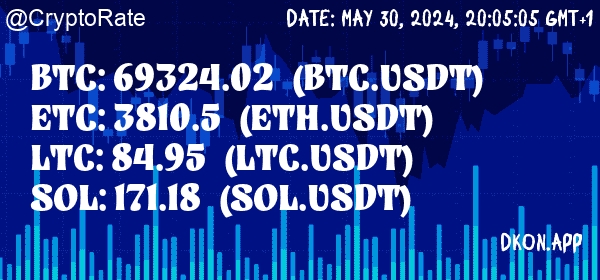 @CryptoRate
DATE: MAY 30, 2024, 20:05:05 GMT+1
BTC: 69324.02 (BTC.USDT)
ETC: 3810.5 (ETH.USDT)
LTC: 84.95 (LTC.USDT)
SOL: 171.18 (SOL.USDT)
DKON.APP